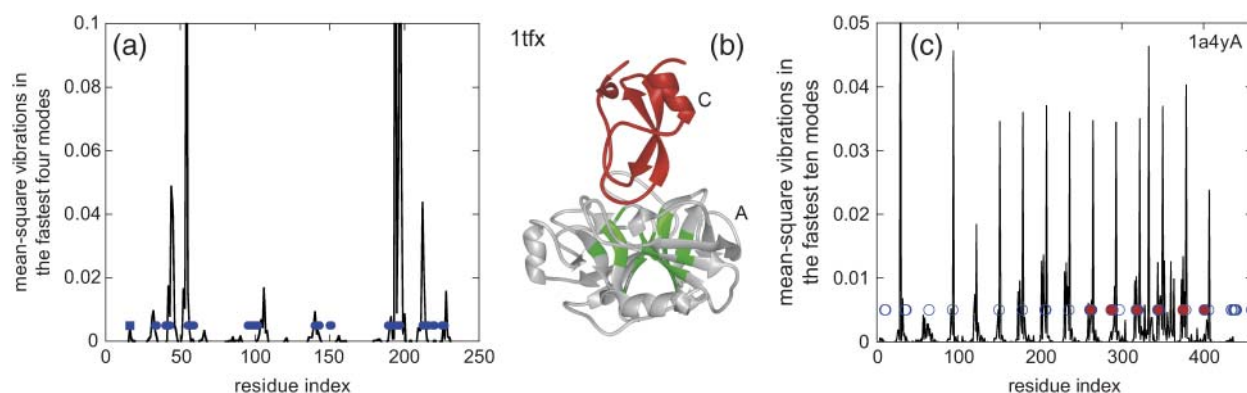 (a)
mean-square vibrations in
the fastest four modes
0.1
0.08
0.06
0.04
0.02
0
0 50 100 150 200 250
residue index
1tfx
(b)
C
A
(c)
1a4yA
mean-square vibrations in
the fastest ten modes
0.05
0.04
0.03
0.02
0.01
0.00
0 100 200 300 400
residue index